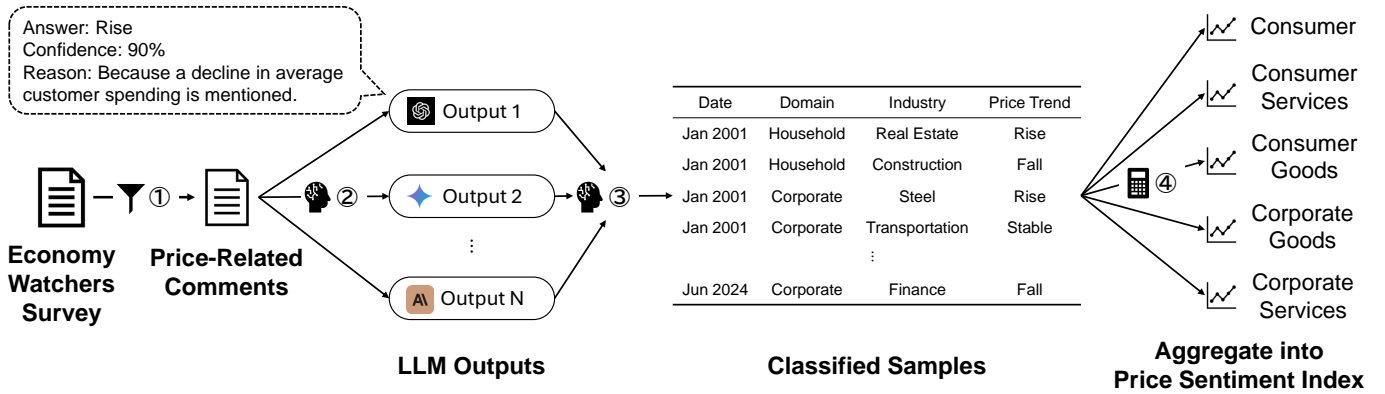 Answer: Rise
Confidence: 90%
Reason: Because a decline in average
customer spending is mentioned.
Economy
Watchers
Survey
①
Price-Related
Comments
②
Output 1
Output 2
⋮
AI Output N
LLM Outputs
③
Date Domain Industry Price Trend
Jan 2001 Household Real Estate Rise
Jan 2001 Household Construction Fall
Jan 2001 Corporate Steel Rise
Jan 2001 Corporate Transportation Stable
⋮
Jun 2024 Corporate Finance Fall
Classified Samples
④
Consumer
Consumer
Services
Consumer
Goods
Corporate
Goods
Corporate
Services
Aggregate into
Price Sentiment Index